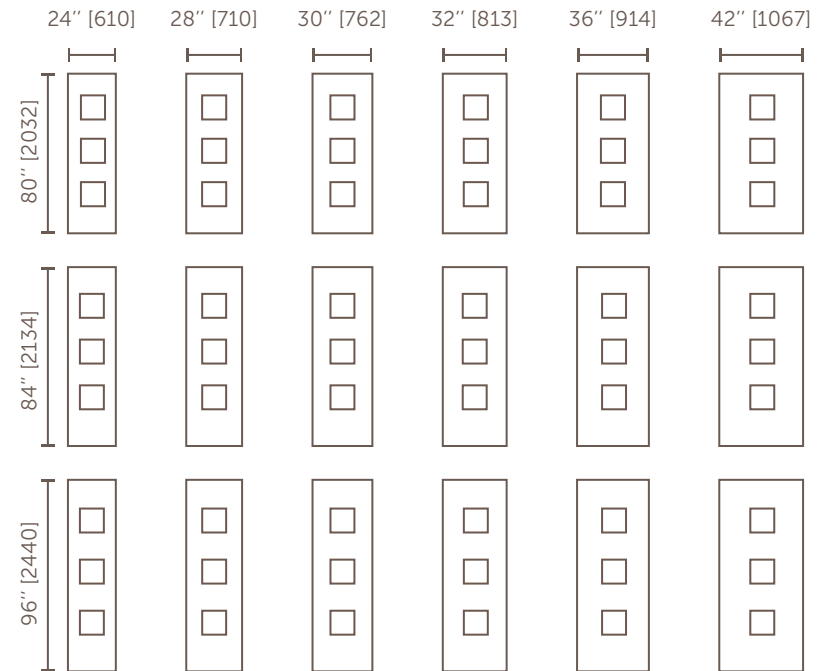 24″ [610] 28″ [710] 30″ [762] 32″ [813] 36″ [914] 42″ [1067]
80″ [2032]
84″ [2134]
96″ [2440]